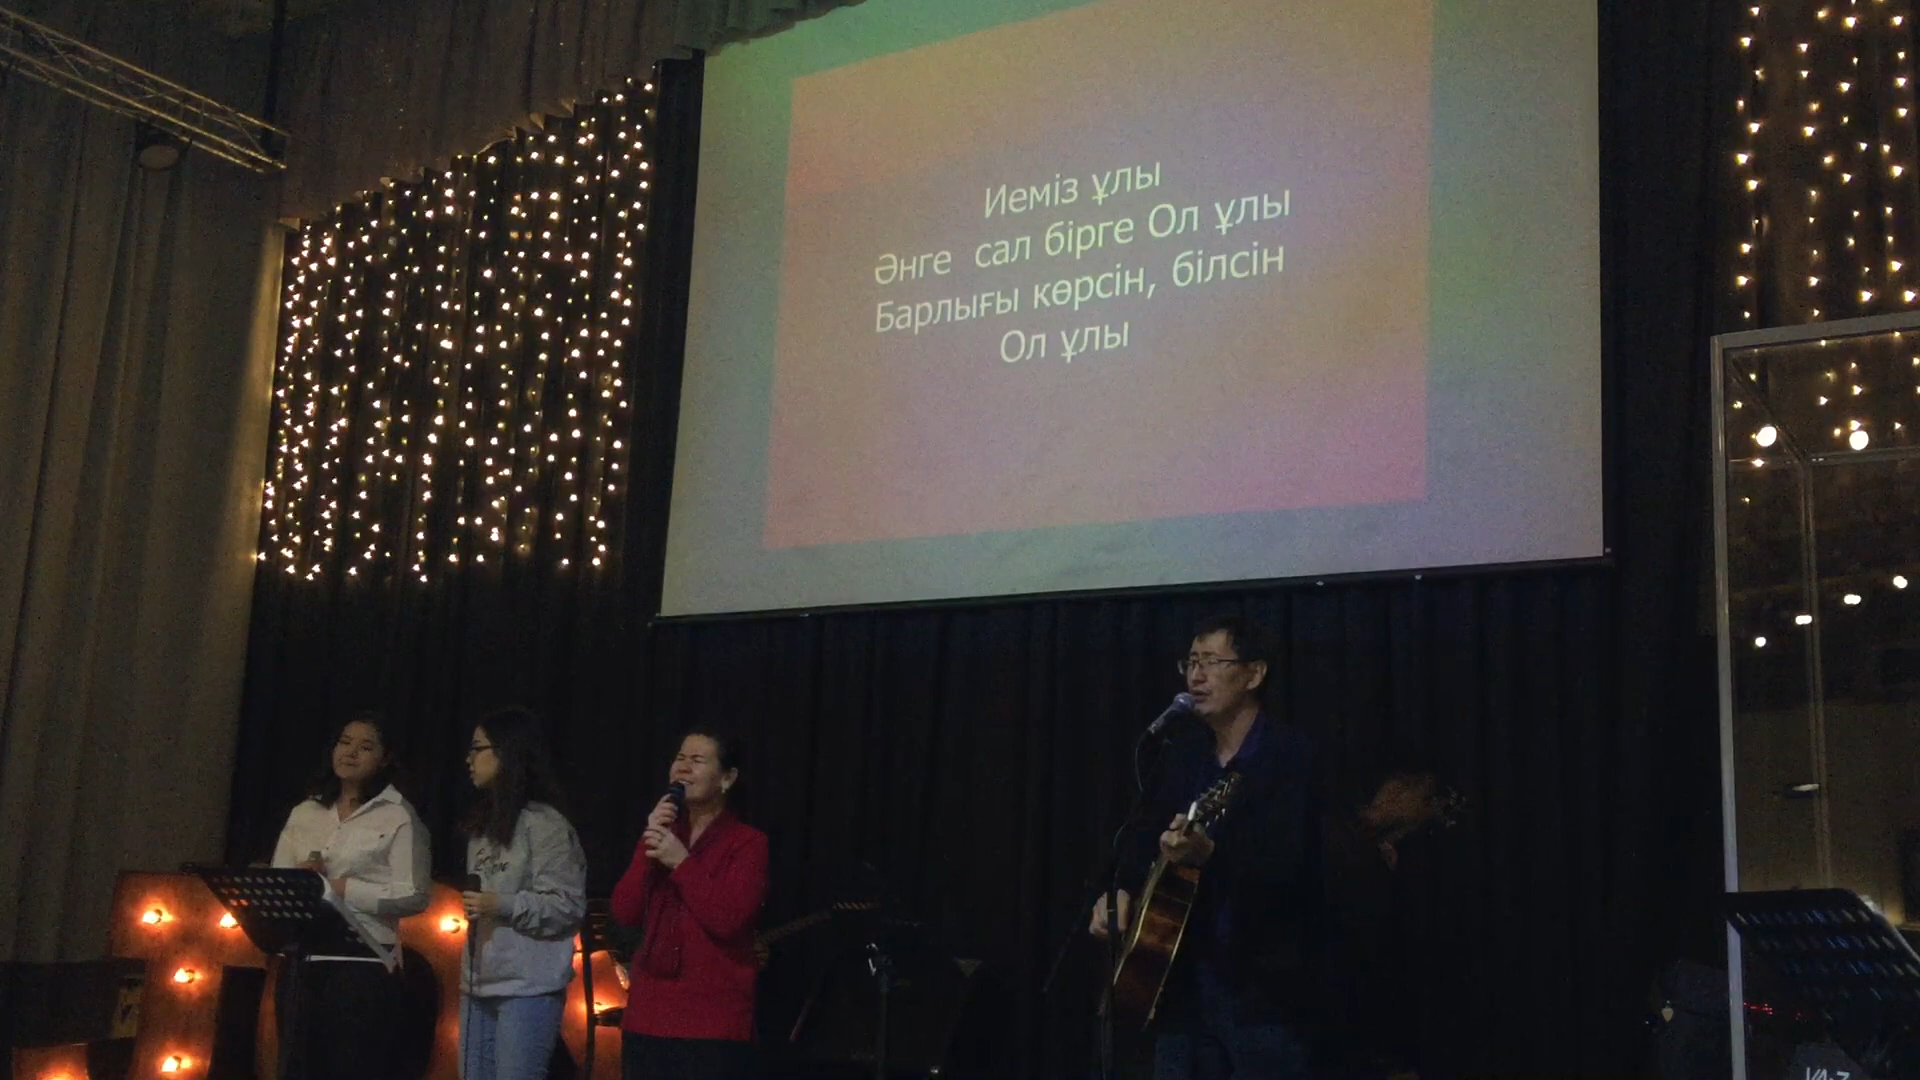 Иеміз ұлы
Әнге сал бірге Ол ұлы
Барлығы көрсін, білсін
Ол ұлы